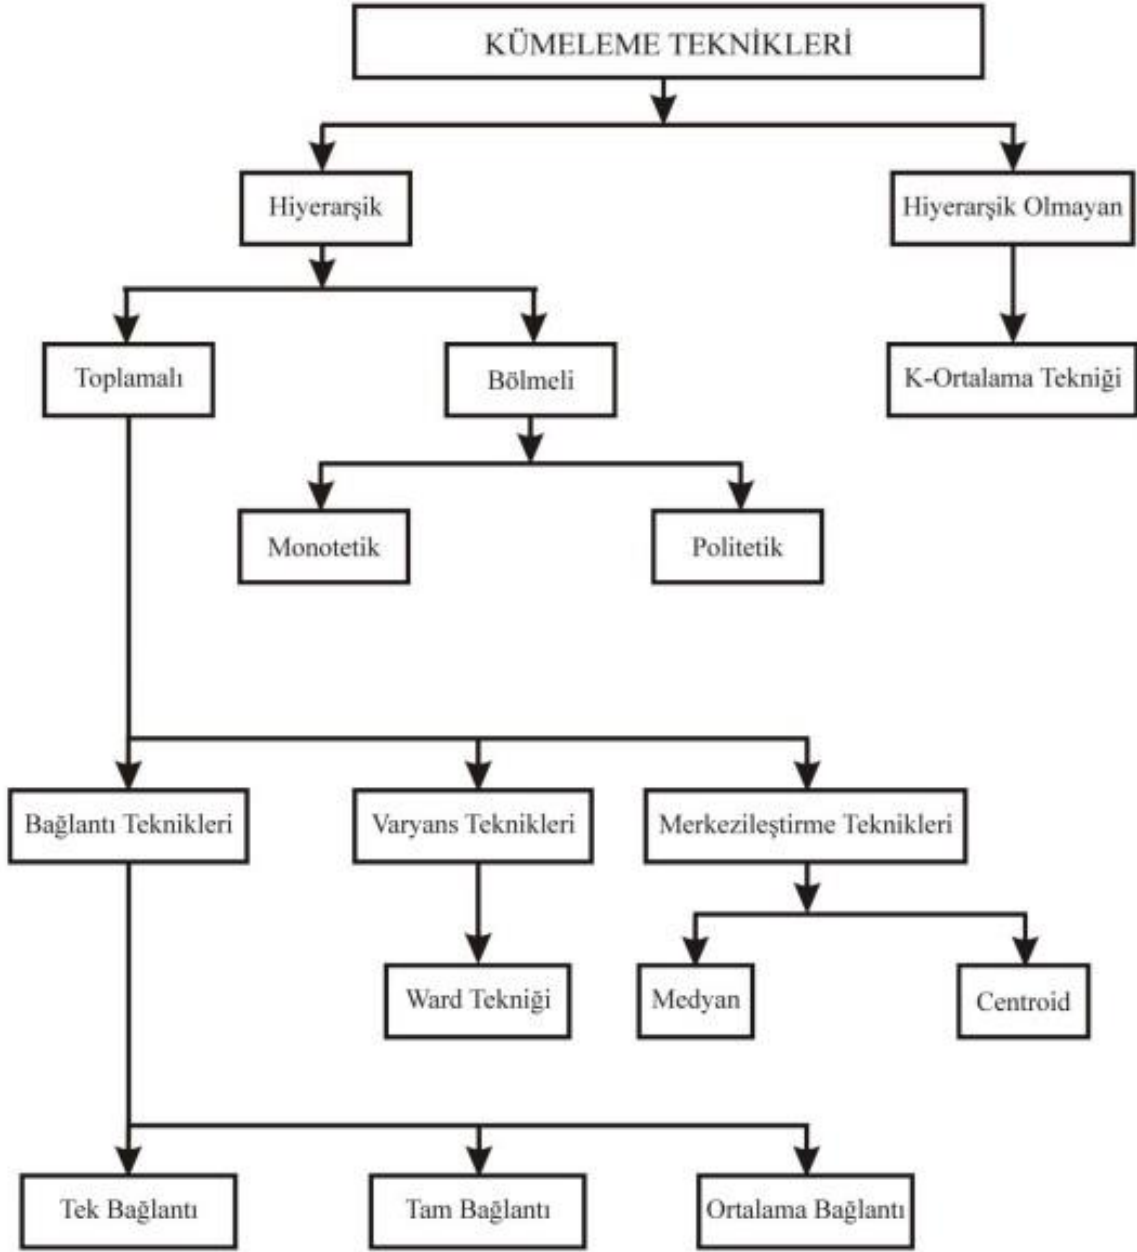 KÜMELEME TEKNİKLERİ
Hiyerarşik
Hiyerarşik Olmayan
Toplamalı
Bölmeli
K-Ortalama Tekniği
Monotetik
Politetik
Bağlantı Teknikleri
Varyans Teknikleri
Merkezileştirme Teknikleri
Ward Tekniği
Medyan
Centroid
Tek Bağlantı
Tam Bağlantı
Ortalama Bağlantı